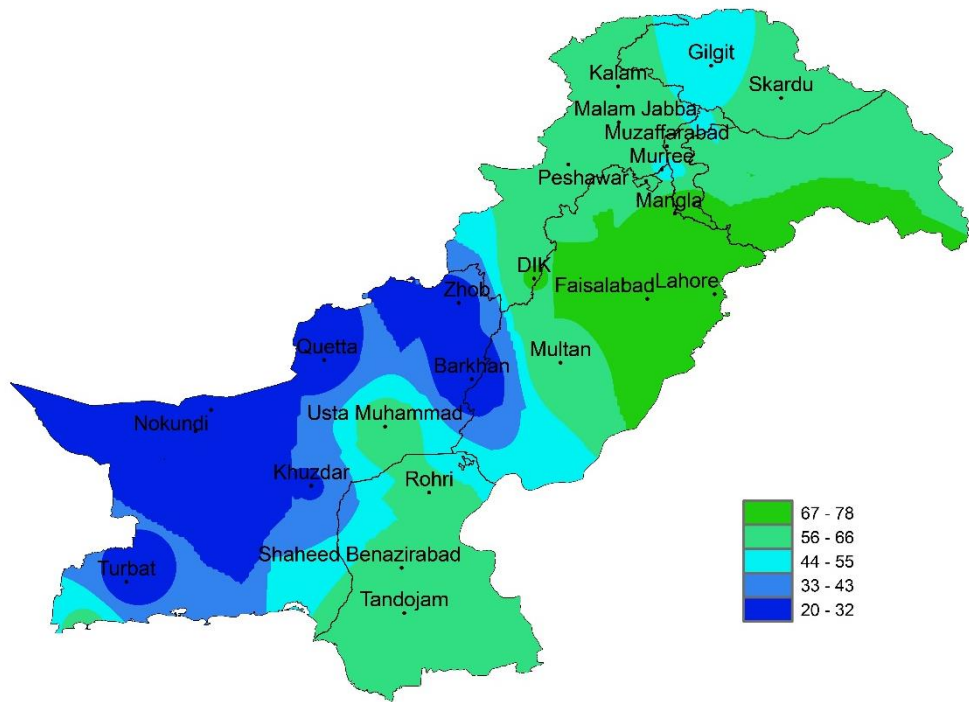 Gilgit
Kalam
Skardu
Malam Jabba
Muzaffarabad
Murree
Peshawar
Mangla
DIK
Zhob
Faisalabad
Lahore
Quetta
Multan
Barkhan
Usta Muhammad
Nokundi
Khuzdar
Rohri
Shaheed Benazirabad
Turbat
Tandojam
67 - 78
56 - 66
44 - 55
33 - 43
20 - 32